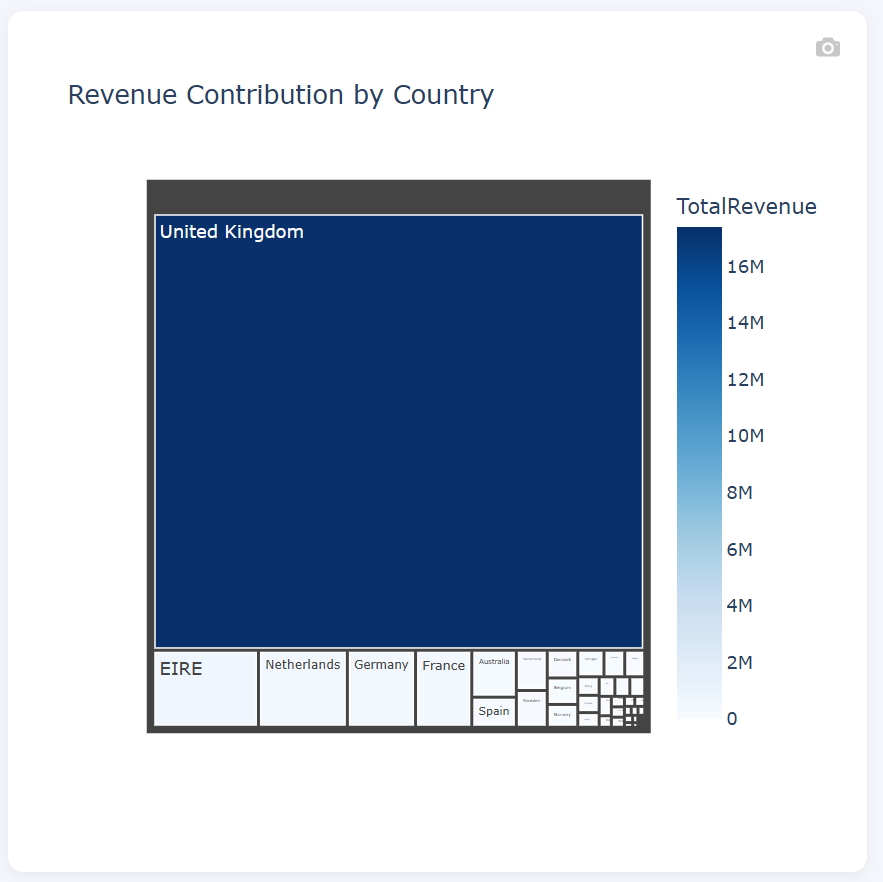 Revenue Contribution by Country
TotalRevenue
United Kingdom
16M
14M
12M
10M
8M
6M
4M
2M
0
EIRE
Netherlands
Germany
France
Australia
Spain
Sweden
Denmark
Belgium
Norway